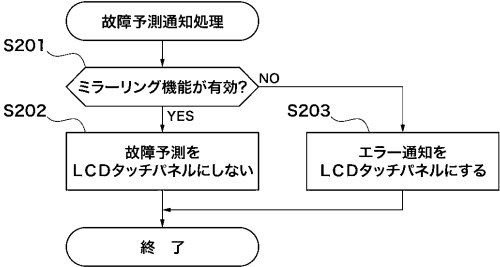 故障予測通知処理
S201
ミラーリング機能が有効?
NO
YES
S202
故障予測を
LCDタッチパネルにしない
S203
エラー通知を
LCDタッチパネルにする
終　了